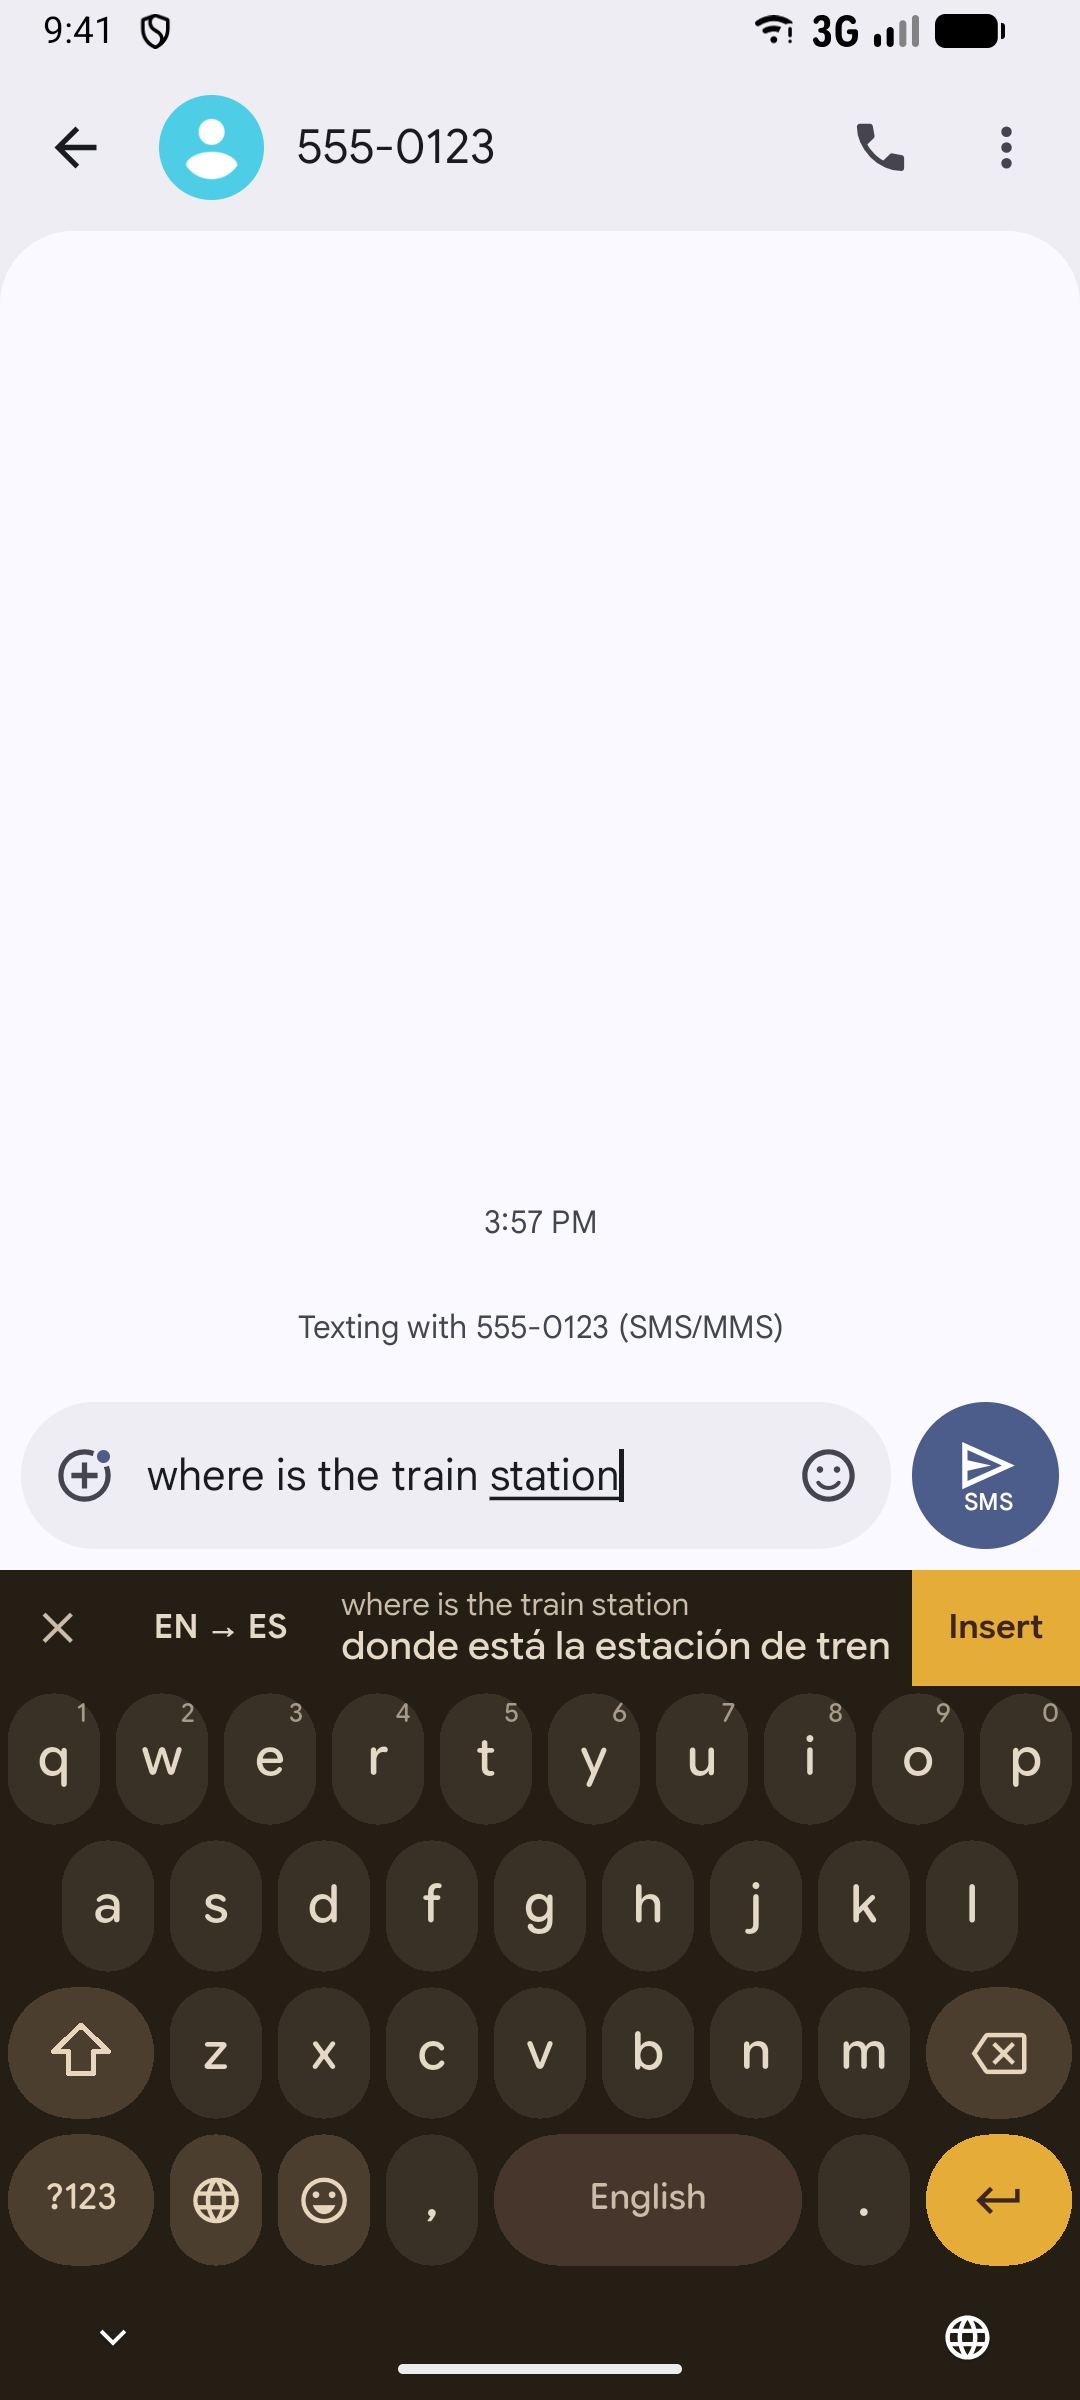 9:41
3G
555-0123
3:57 PM
Texting with 555-0123 (SMS/MMS)
where is the train station
SMS
EN → ES
where is the train station
donde está la estación de tren
Insert
1 2 3 4 5 6 7 8 9 0
q w e r t y u i o p
a s d f g h j k l
z x c v b n m
?123 , English .